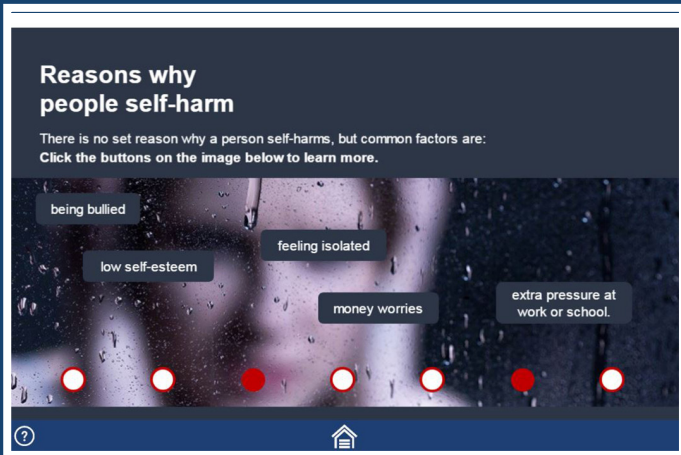 Reasons why
people self-harm
There is no set reason why a person self-harms, but common factors are:
Click the buttons on the image below to learn more.
being bullied
low self-esteem
feeling isolated
money worries
extra pressure at
work or school.
?